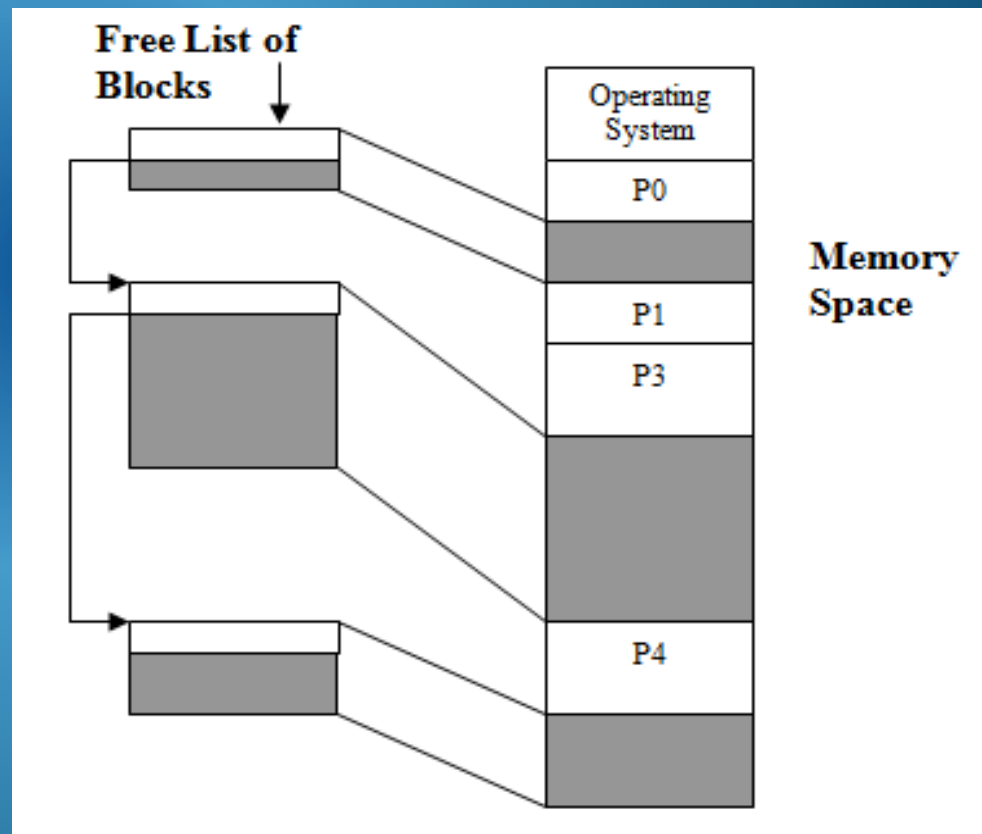 Free List of
Blocks
Operating
System
P0
Memory
Space
P1
P3
P4